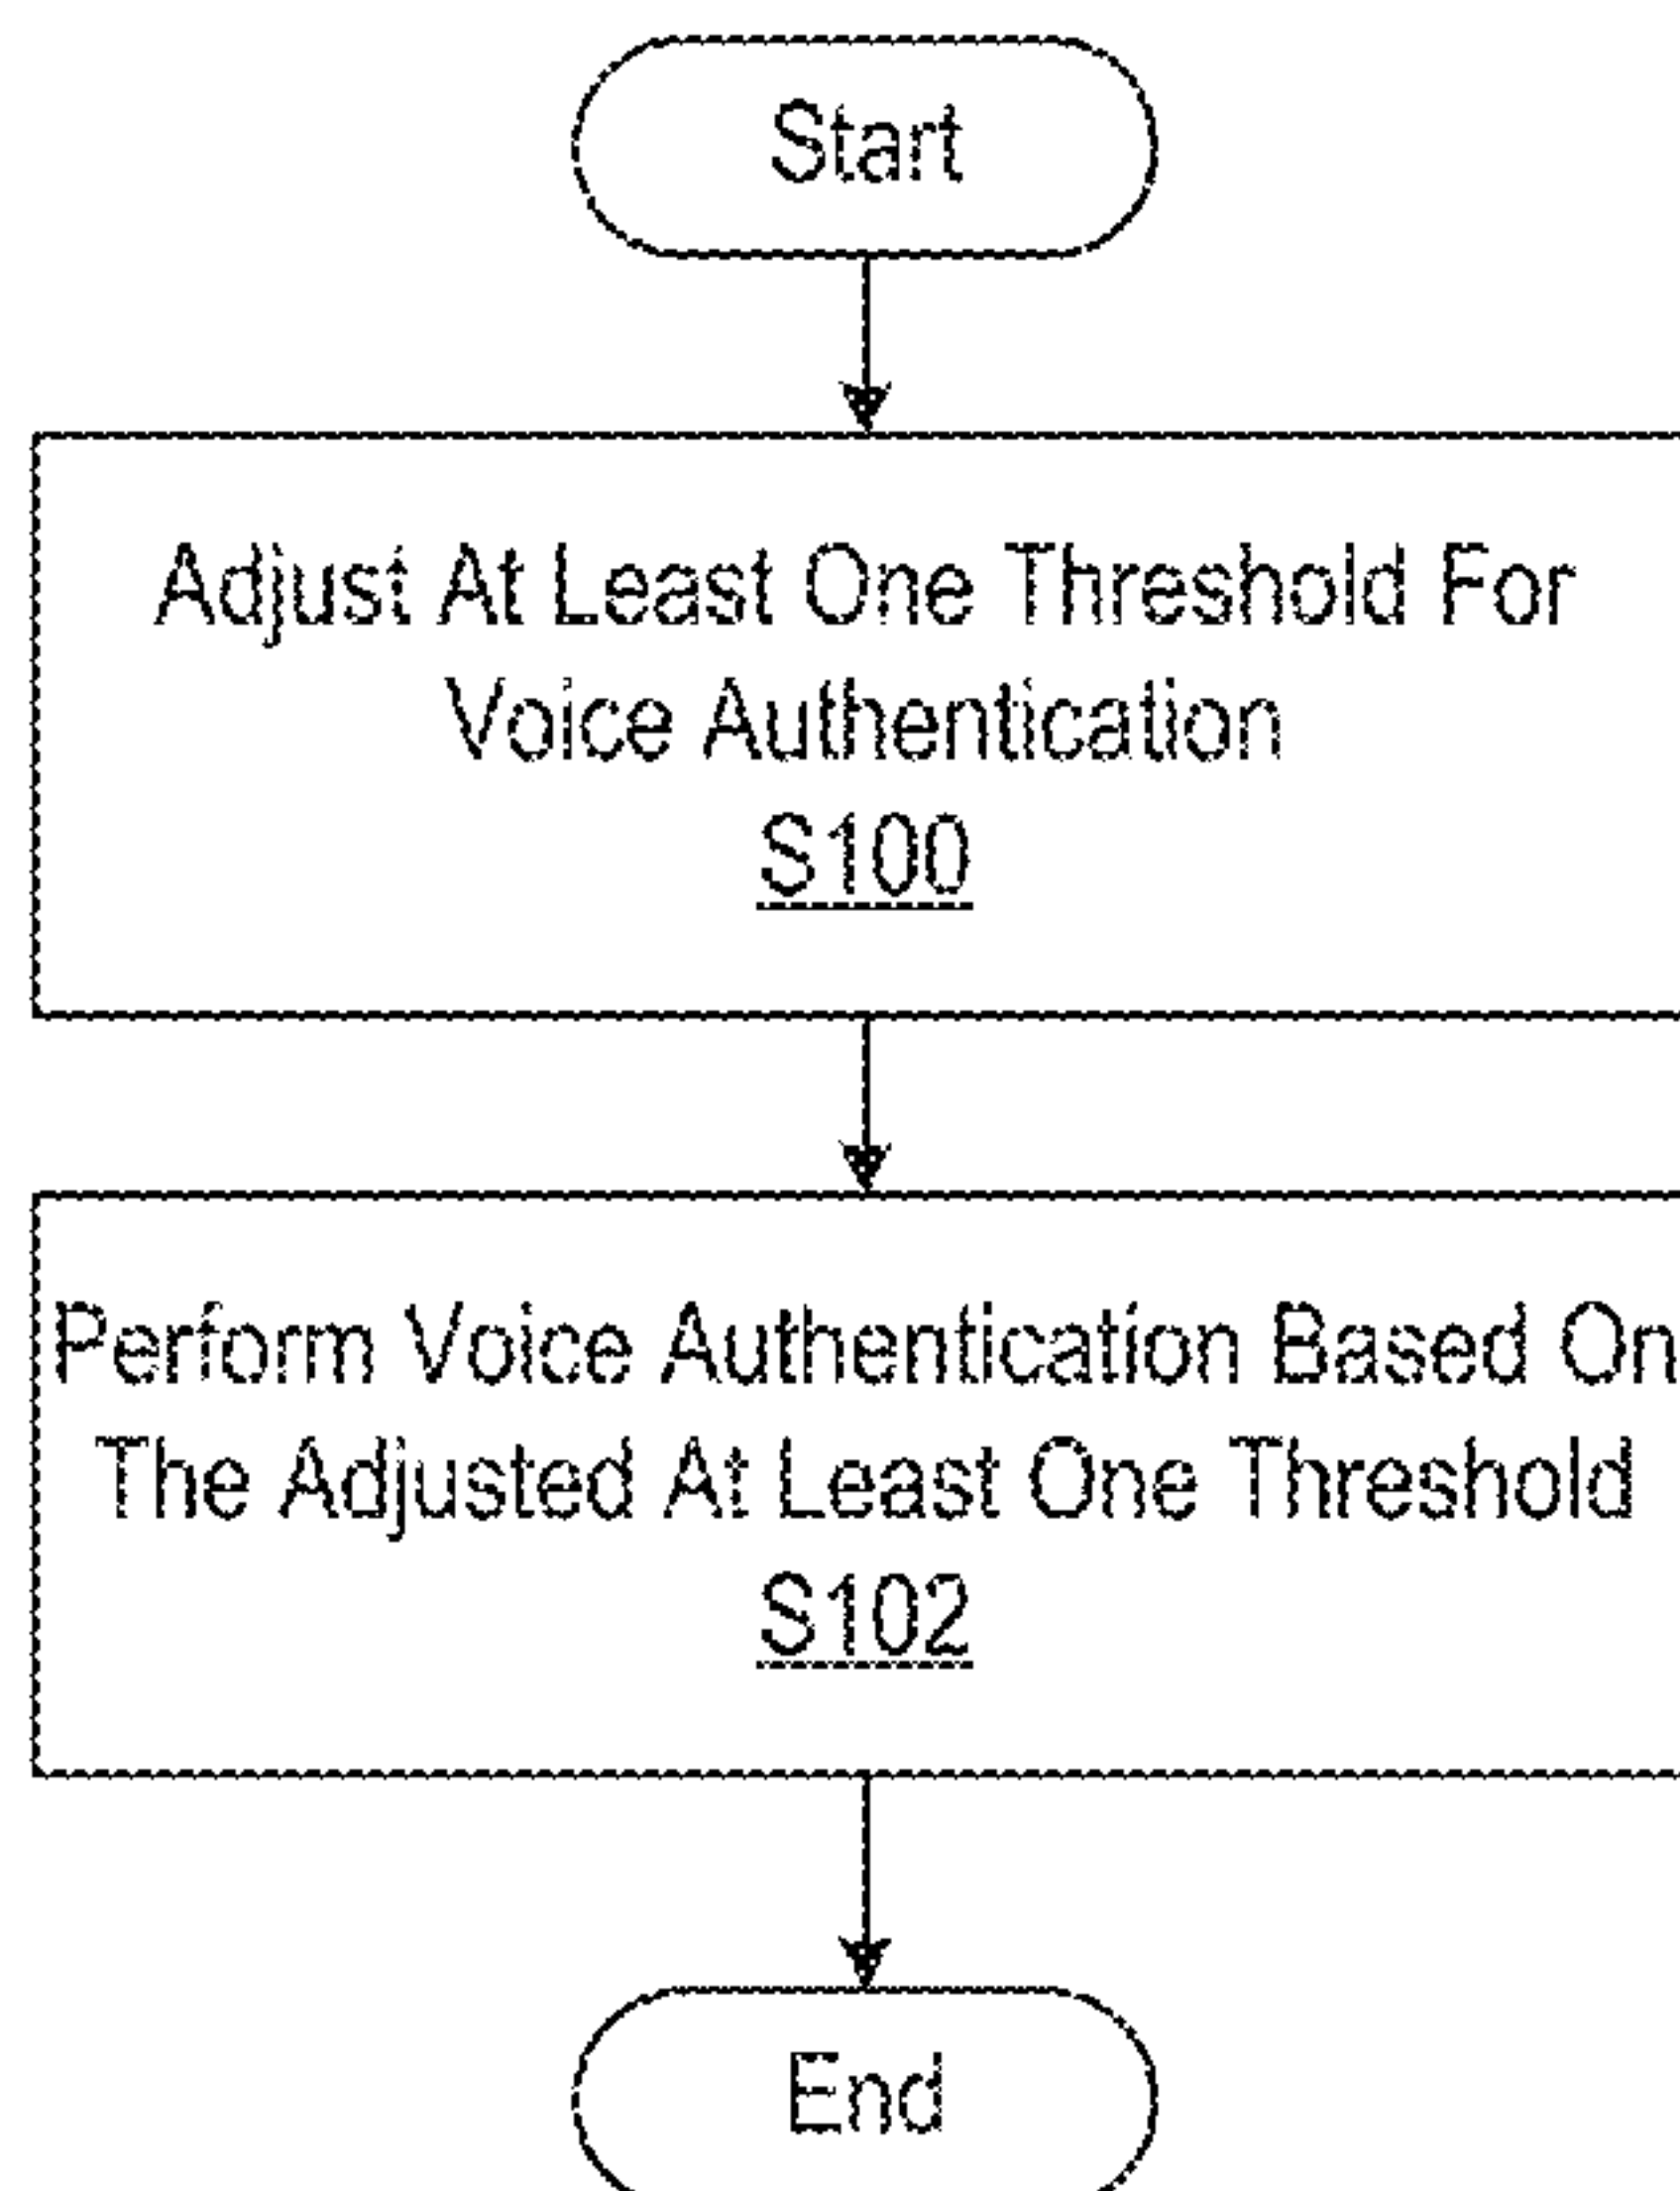 Start
Adjust At Least One Threshold For
Voice Authentication
S100
Perform Voice Authentication Based On
The Adjusted At Least One Threshold
S102
End